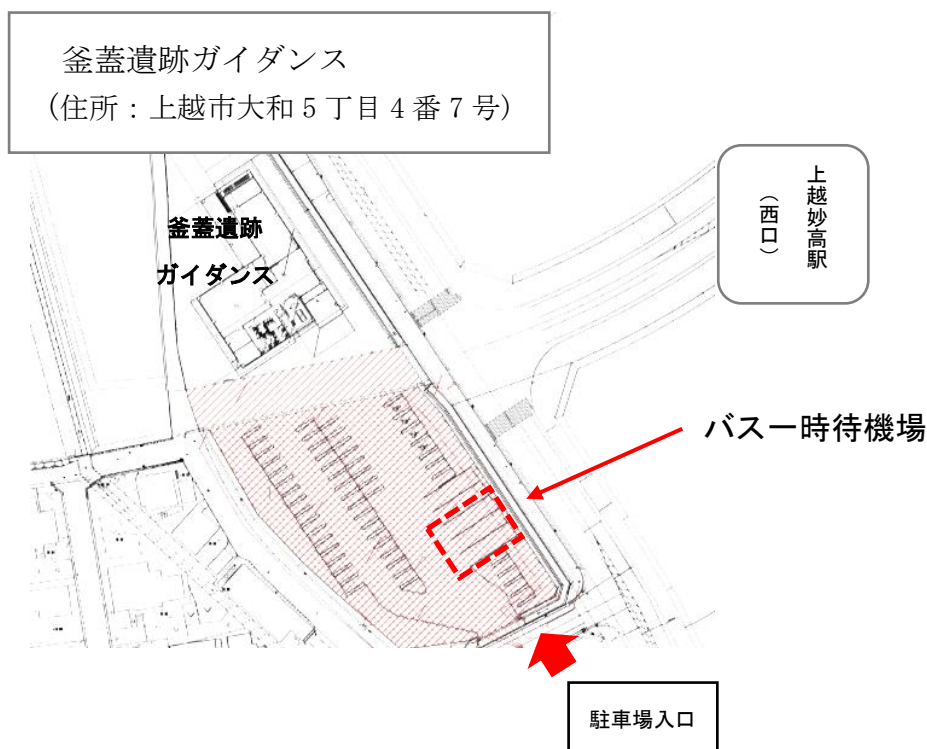 釜蓋遺跡ガイダンス
(住所：上越市大和５丁目４番７号)
上越妙高駅
（西口）
釜蓋遺跡
ガイダンス
バス一時待機場
駐車場入口